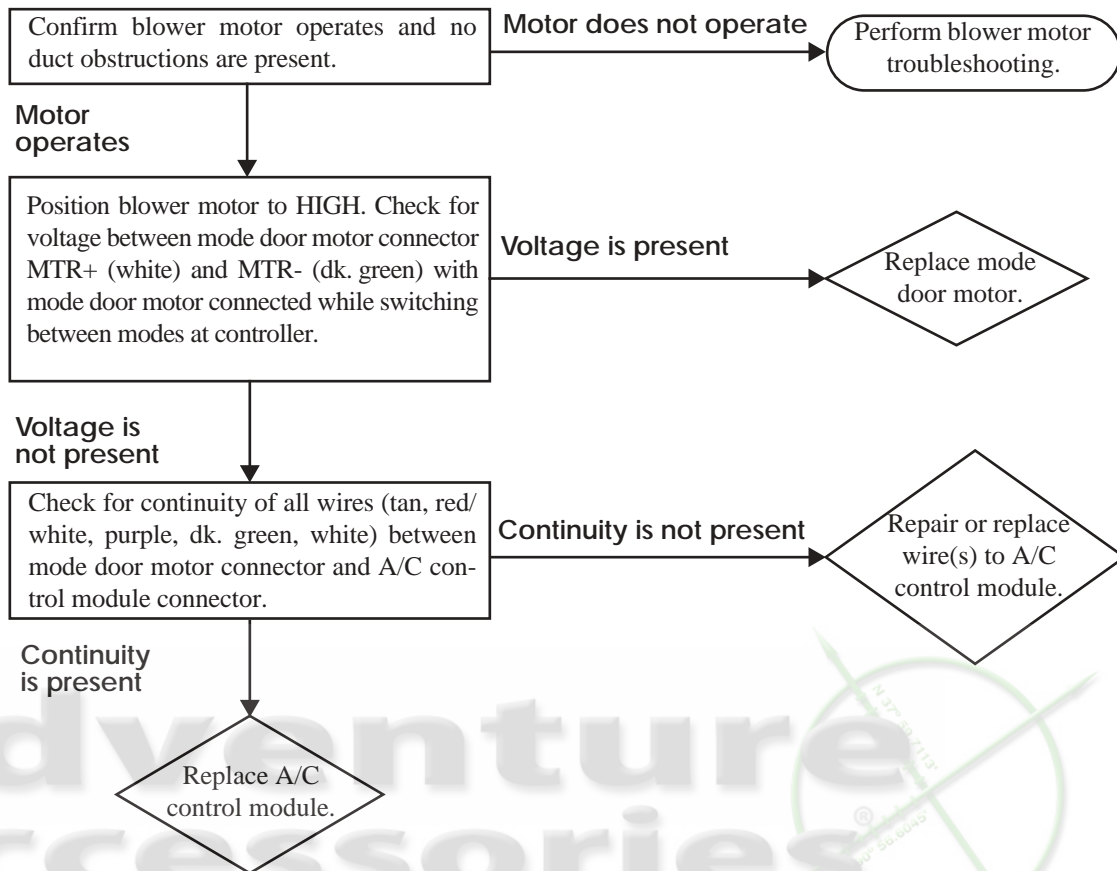 Confirm blower motor operates and no
duct obstructions are present.
Motor does not operate
Perform blower motor
troubleshooting.
Motor
operates
Position blower motor to HIGH. Check for
voltage between mode door motor connector
MTR+ (white) and MTR- (dk. green) with
mode door motor connected while switching
between modes at controller.
Voltage is present
Replace mode
door motor.
Voltage is
not present
Check for continuity of all wires (tan, red/
white, purple, dk. green, white) between
mode door motor connector and A/C con-
trol module connector.
Continuity is not present
Repair or replace
wire(s) to A/C
control module.
Continuity
is present
Replace A/C
control module.
dventure
ccessories
®
N 37° 59.7113'